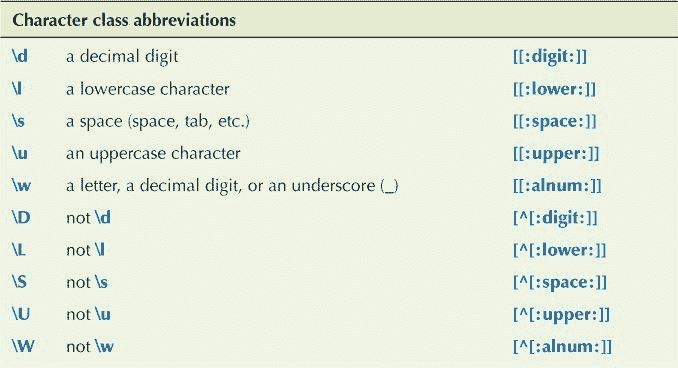 Character class abbreviations
\d a decimal digit [[:digit:]]
\l a lowercase character [[:lower:]]
\s a space (space, tab, etc.) [[:space:]]
\u an uppercase character [[:upper:]]
\w a letter, a decimal digit, or an underscore (_) [[:alnum:]]
\D not \d [^[:digit:]]
\L not \l [^[:lower:]]
\S not \s [^[:space:]]
\U not \u [^[:upper:]]
\W not \w [^[:alnum:]]